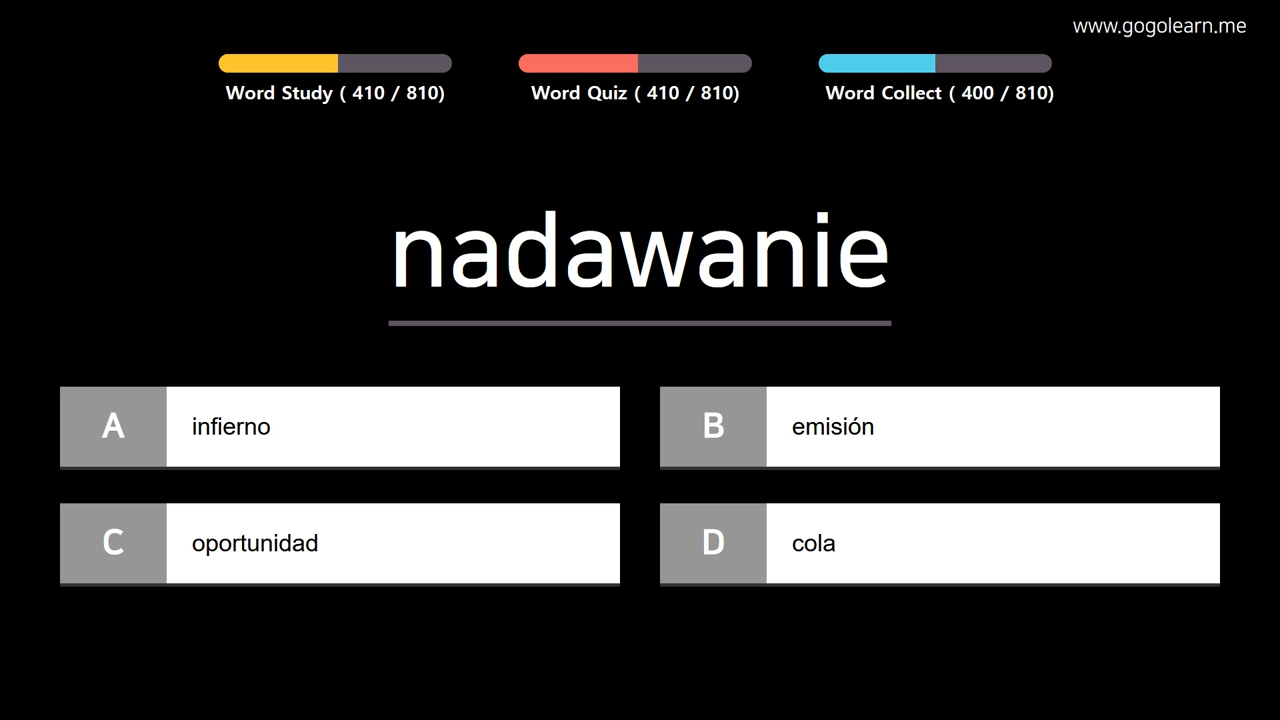 www.gogolearn.me
Word Study ( 410 / 810)
Word Quiz ( 410 / 810)
Word Collect ( 400 / 810)
nadawanie
A infierno
B emisión
C oportunidad
D cola